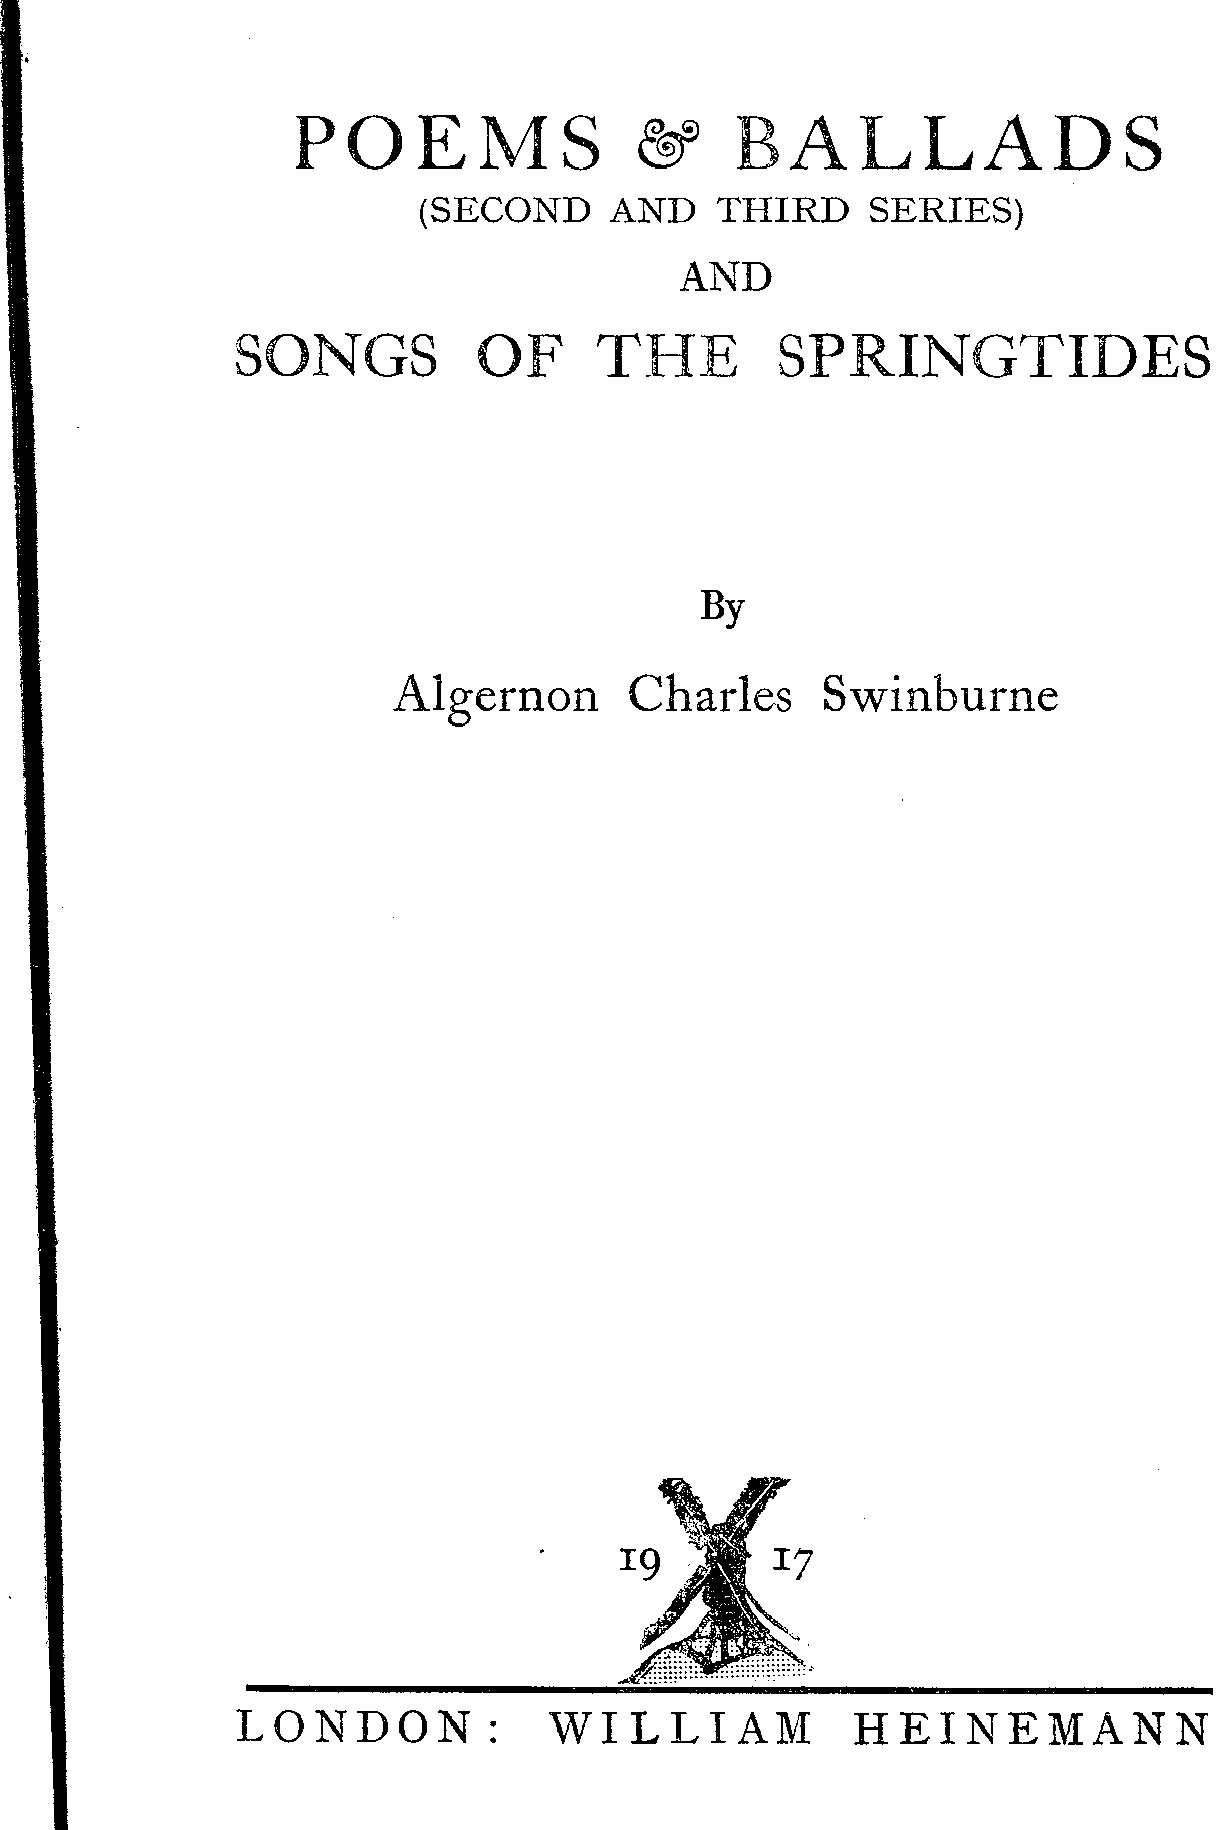 POEMS & BALLADS
(SECOND AND THIRD SERIES)
AND
SONGS OF THE SPRINGTIDES
By
Algernon Charles Swinburne
19 17
LONDON: WILLIAM HEINEMANN